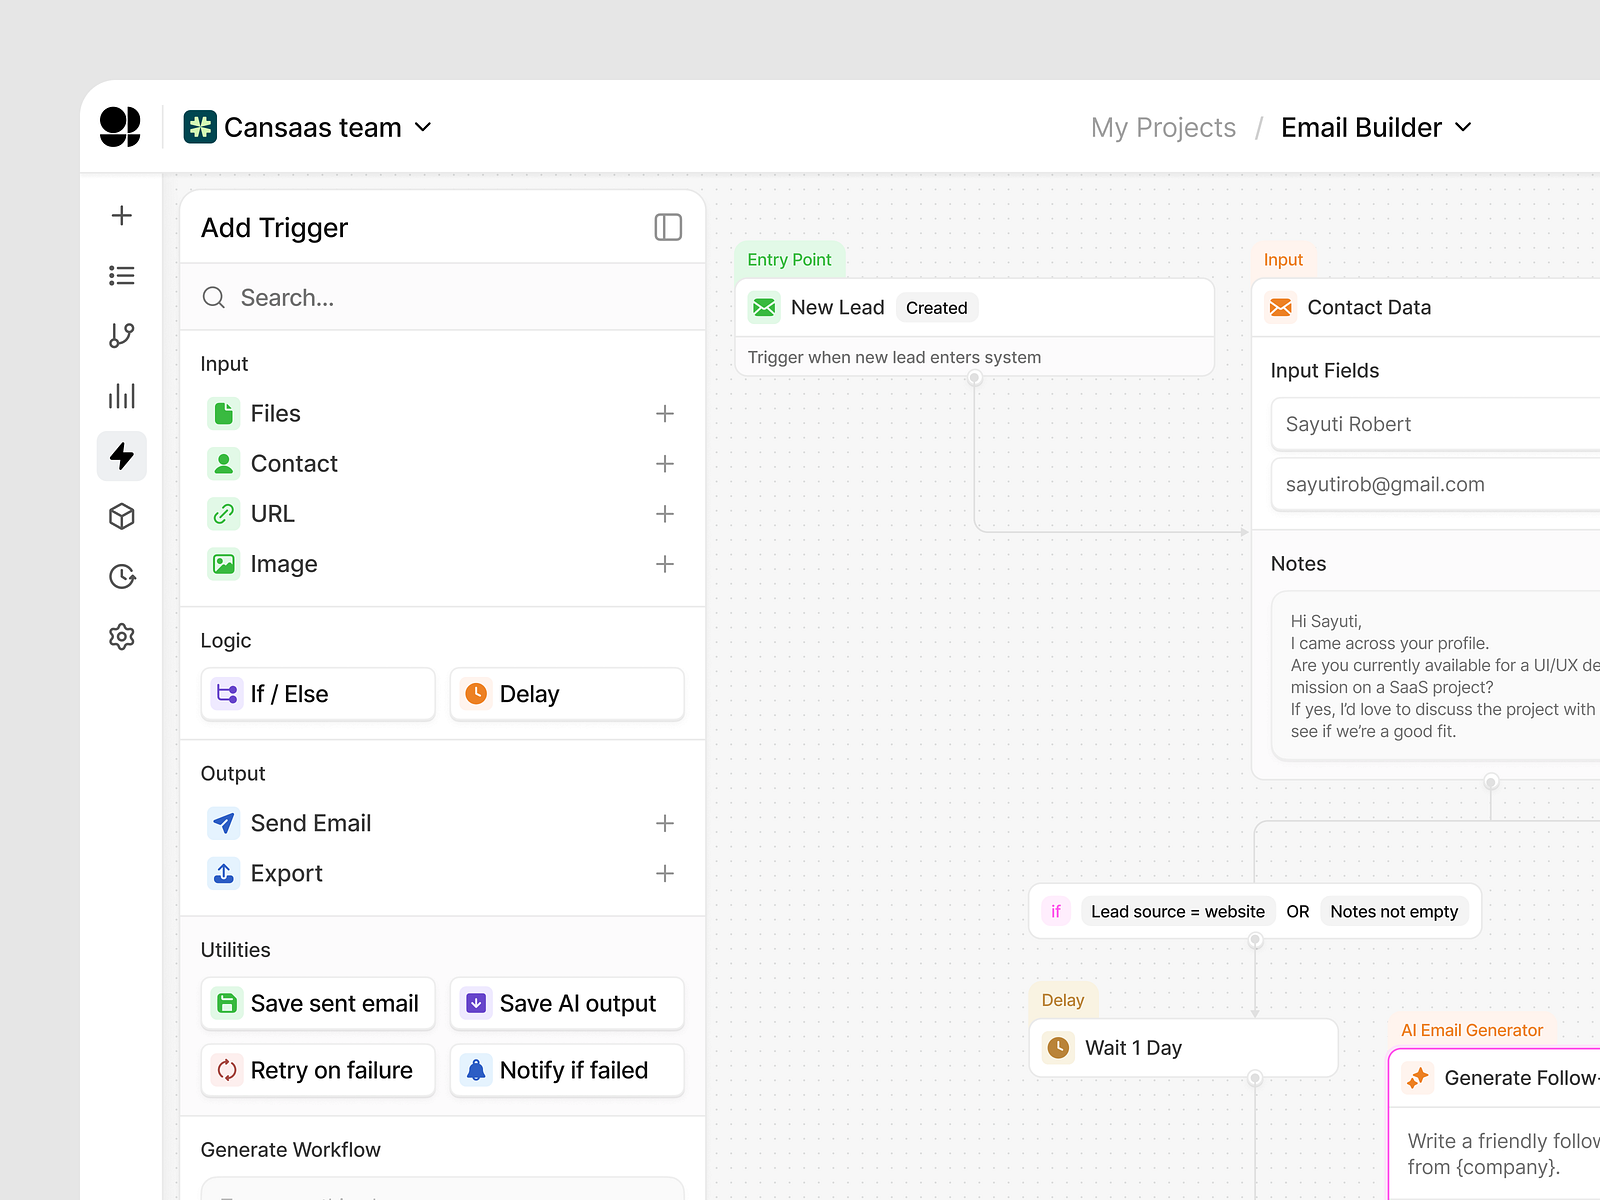 Cansaas team
My Projects / Email Builder
Add Trigger
Search...
Input
Files
Contact
URL
Image
Logic
If / Else
Delay
Output
Send Email
Export
Utilities
Save sent email
Save AI output
Retry on failure
Notify if failed
Generate Workflow
Entry Point
New Lead
Created
Trigger when new lead enters system
Input
Contact Data
Input Fields
Sayuti Robert
sayutirob@gmail.com
Notes
Hi Sayuti,
I came across your profile.
Are you currently available for a UI/UX de
mission on a SaaS project?
If yes, I'd love to discuss the project with
see if we're a good fit.
if Lead source = website OR Notes not empty
Delay
Wait 1 Day
AI Email Generator
Generate Follow-
Write a friendly follow
from {company}.